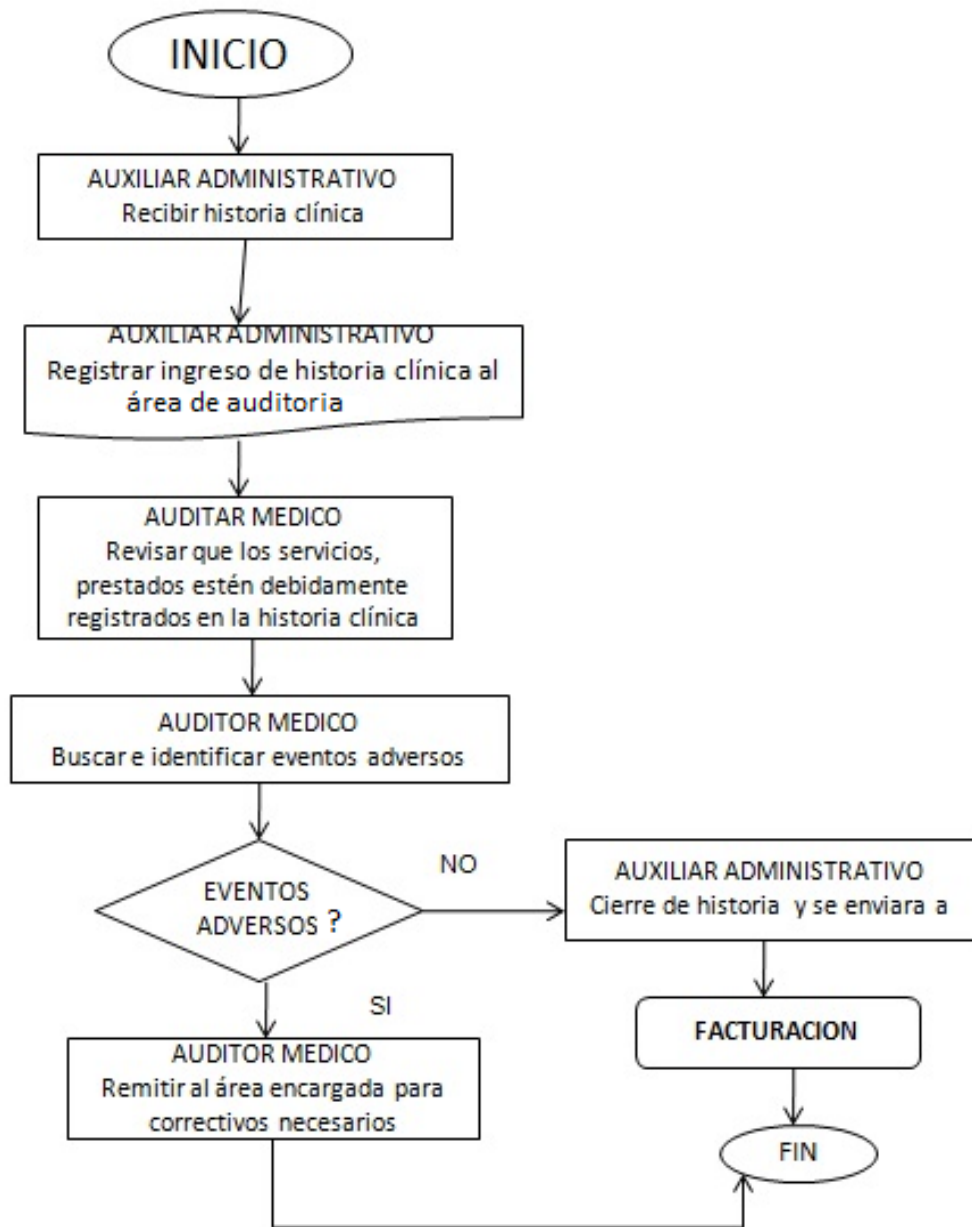 INICIO
AUXILIAR ADMINISTRATIVO
Recibir historia clínica
AUXILIAR ADMINISTRATIVO
Registrar ingreso de historia clínica al
área de auditoria
AUDITAR MEDICO
Revisar que los servicios,
prestados estén debidamente
registrados en la historia clínica
AUDITOR MEDICO
Buscar e identificar eventos adversos
EVENTOS
ADVERSOS ?
NO
AUXILIAR ADMINISTRATIVO
Cierre de historia y se enviara a
SI
FACTURACION
AUDITOR MEDICO
Remitir al área encargada para
correctivos necesarios
FIN